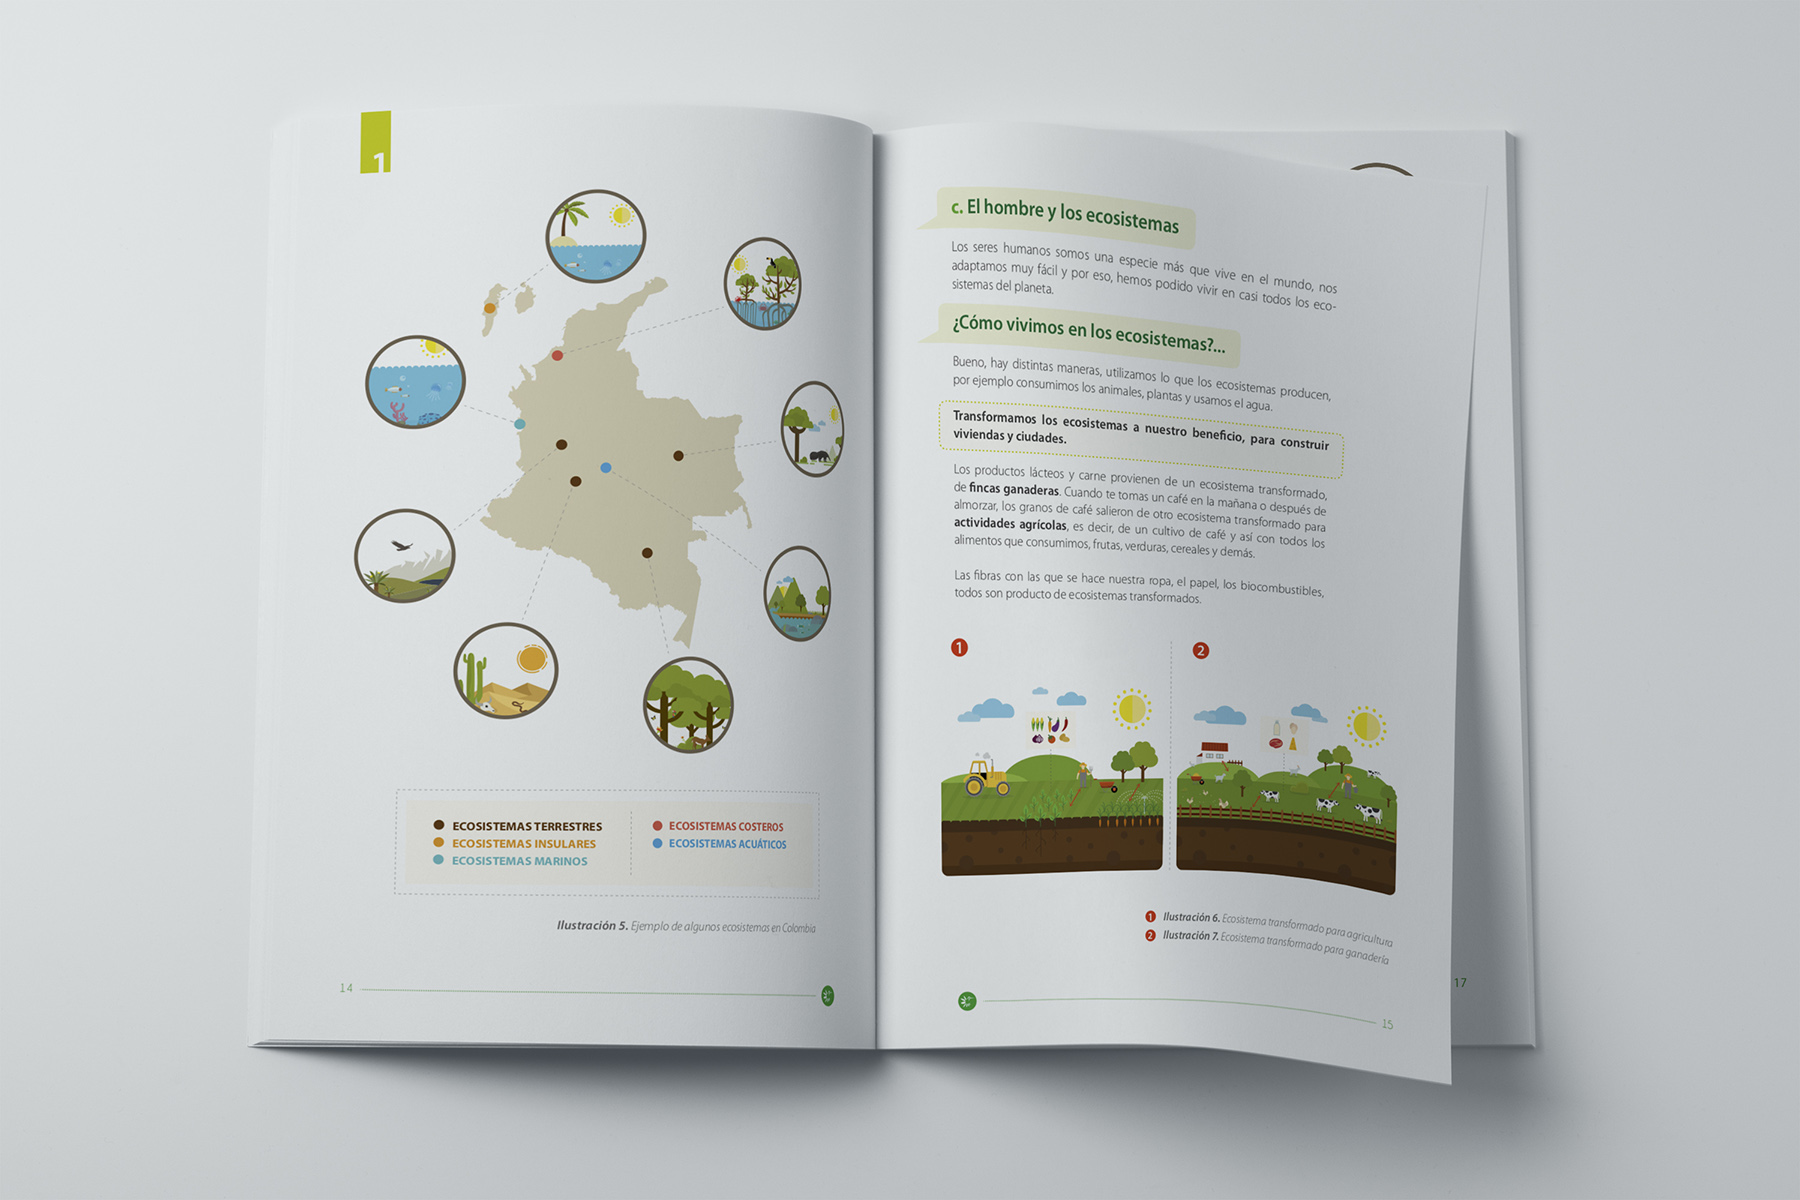 1
ECOSISTEMAS TERRESTRES
ECOSISTEMAS INSULARES
ECOSISTEMAS MARINOS
ECOSISTEMAS COSTEROS
ECOSISTEMAS ACUÁTICOS
Ilustración 5. Ejemplo de algunos ecosistemas en Colombia
14
c. El hombre y los ecosistemas
Los seres humanos somos una especie más que vive en el mundo, nos
adaptamos muy fácil y por eso, hemos podido vivir en casi todos los eco-
sistemas del planeta.
¿Cómo vivimos en los ecosistemas?...
Bueno, hay distintas maneras, utilizamos lo que los ecosistemas producen,
por ejemplo consumimos los animales, plantas y usamos el agua.
Transformamos los ecosistemas a nuestro beneficio, para construir
viviendas y ciudades.
Los productos lácteos y carne provienen de un ecosistema transformado,
de fincas ganaderas. Cuando te tomas un café en la mañana o después de
almorzar, los granos de café salieron de otro ecosistema transformado para
actividades agrícolas, es decir, de un cultivo de café y así con todos los
alimentos que consumimos, frutas, verduras, cereales y demás.
Las fibras con las que se hace nuestra ropa, el papel, los biocombustibles,
todos son producto de ecosistemas transformados.
1
2
1 Ilustración 6. Ecosistema transformado para agricultura
2 Ilustración 7. Ecosistema transformado para ganadería
15
17